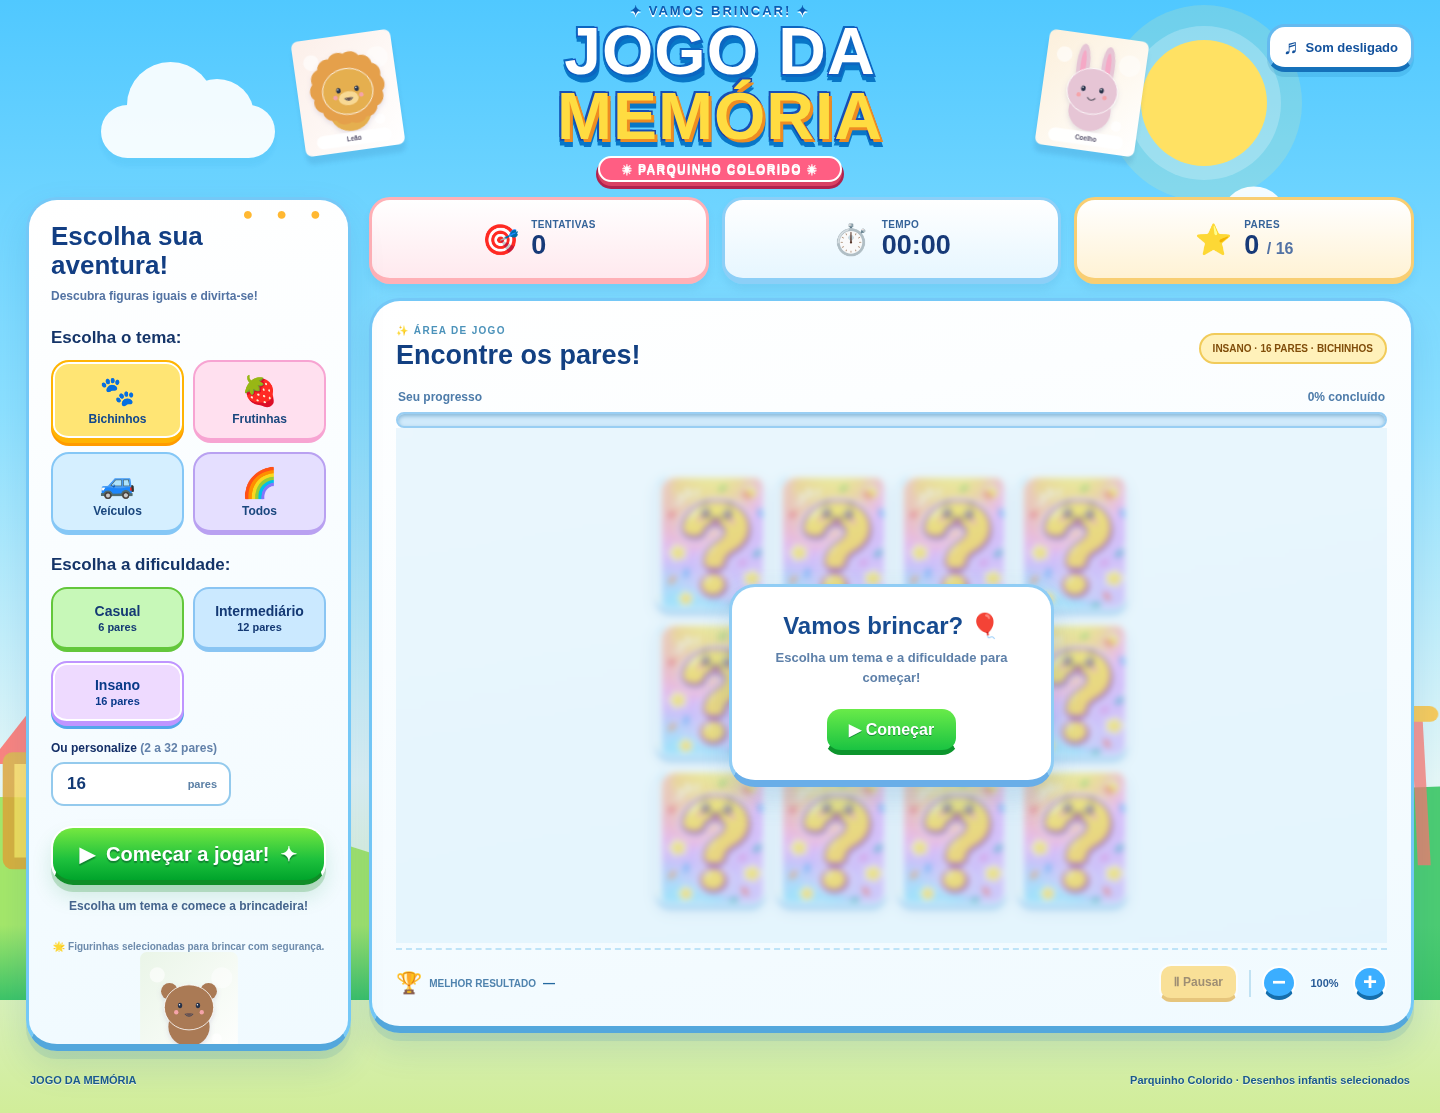 ✦ VAMOS BRINCAR! ✦
JOGO DA
MEMÓRIA
☀ PARQUINHO COLORIDO ☀
Leão
Coelho
♬ Som desligado
Escolha sua
aventura!
Descubra figuras iguais e divirta-se!
Escolha o tema:
Bichinhos
Frutinhas
Veículos
Todos
Escolha a dificuldade:
Casual
6 pares
Intermediário
12 pares
Insano
16 pares
Ou personalize (2 a 32 pares)
16 pares
▶ Começar a jogar! ✦
Escolha um tema e comece a brincadeira!
🌟 Figurinhas selecionadas para brincar com segurança.
TENTATIVAS
0
TEMPO
00:00
PARES
0 / 16
✨ ÁREA DE JOGO
Encontre os pares!
INSANO · 16 PARES · BICHINHOS
Seu progresso
0% concluído
Vamos brincar? 🎈
Escolha um tema e a dificuldade para
começar!
▶ Começar
🏆 MELHOR RESULTADO —
Ⅱ Pausar
− 100% +
JOGO DA MEMÓRIA
Parquinho Colorido · Desenhos infantis selecionados